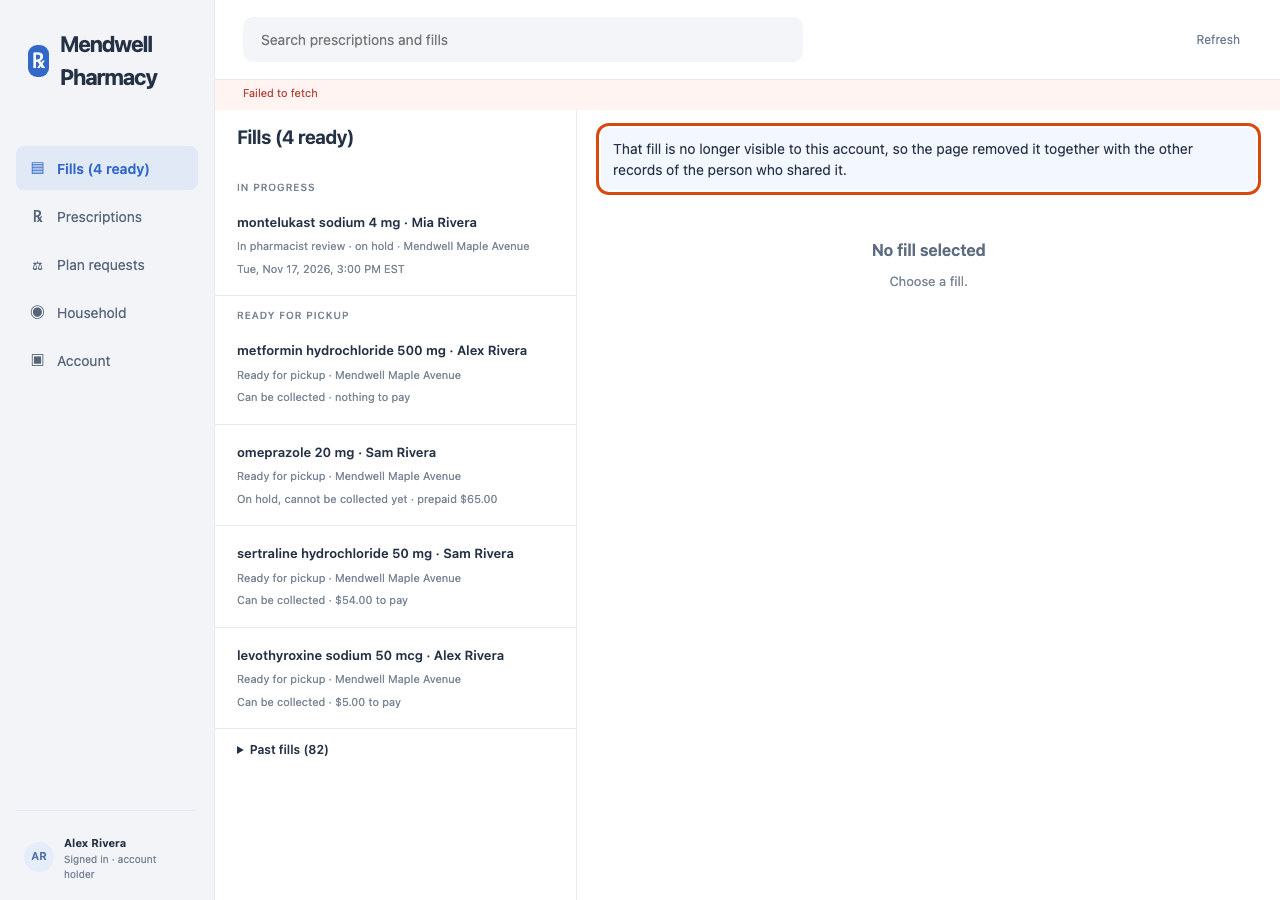 ℞ Mendwell
Pharmacy
Fills (4 ready)
℞ Prescriptions
Plan requests
Household
Account
AR
Alex Rivera
Signed in · account
holder
Search prescriptions and fills
Refresh
Failed to fetch
Fills (4 ready)
IN PROGRESS
montelukast sodium 4 mg · Mia Rivera
In pharmacist review · on hold · Mendwell Maple Avenue
Tue, Nov 17, 2026, 3:00 PM EST
READY FOR PICKUP
metformin hydrochloride 500 mg · Alex Rivera
Ready for pickup · Mendwell Maple Avenue
Can be collected · nothing to pay
omeprazole 20 mg · Sam Rivera
Ready for pickup · Mendwell Maple Avenue
On hold, cannot be collected yet · prepaid $65.00
sertraline hydrochloride 50 mg · Sam Rivera
Ready for pickup · Mendwell Maple Avenue
Can be collected · $54.00 to pay
levothyroxine sodium 50 mcg · Alex Rivera
Ready for pickup · Mendwell Maple Avenue
Can be collected · $5.00 to pay
Past fills (82)
That fill is no longer visible to this account, so the page removed it together with the other
records of the person who shared it.
No fill selected
Choose a fill.